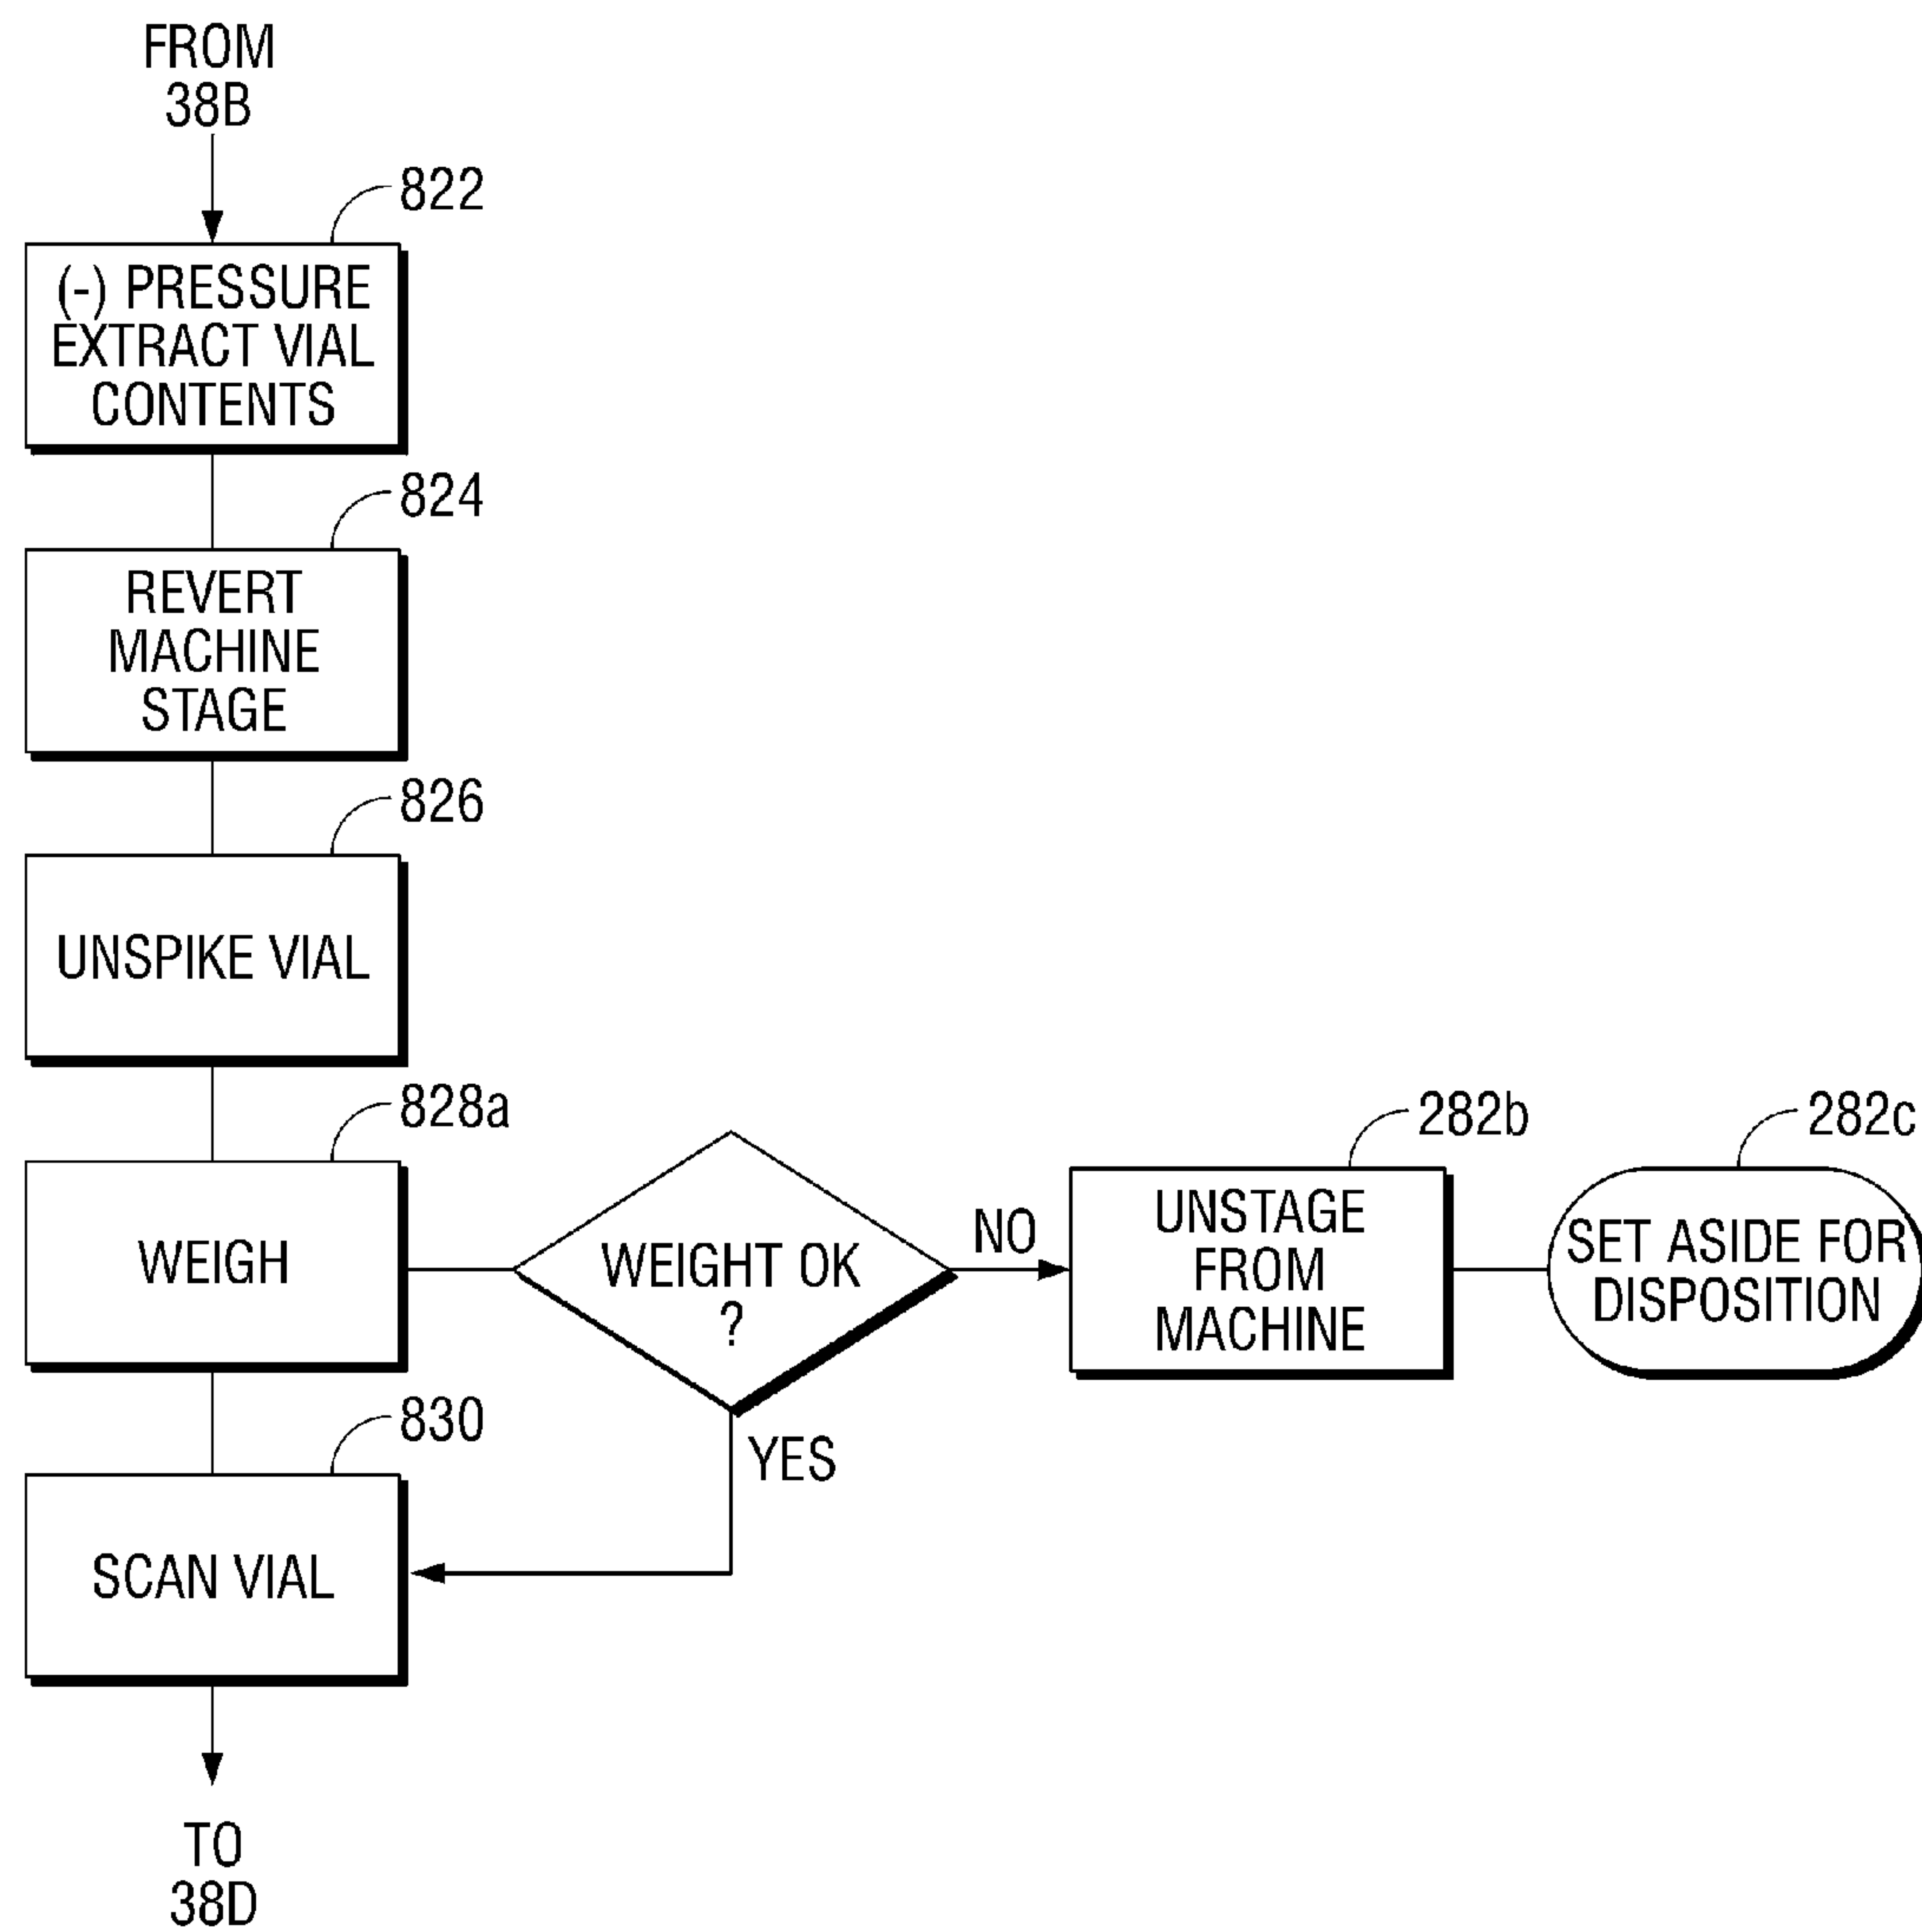 FROM
38B
822
(-) PRESSURE
EXTRACT VIAL
CONTENTS
824
REVERT
MACHINE
STAGE
826
UNSPIKE VIAL
828a
WEIGH
WEIGHT OK
?
NO
YES
282b
UNSTAGE
FROM
MACHINE
282c
SET ASIDE FOR
DISPOSITION
830
SCAN VIAL
TO
38D